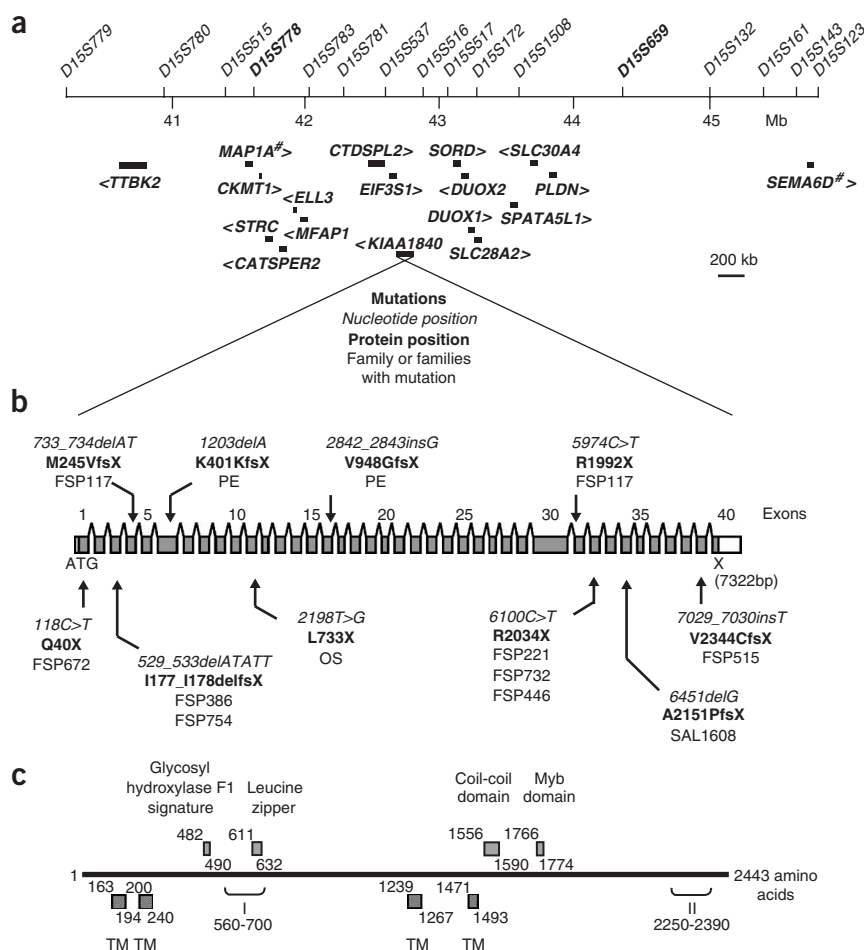 a
D15S779 D15S780 D15S515 D15S778 D15S783 D15S781 D15S537 D15S516 D15S517 D15S172 D15S1508 D15S659 D15S132 D15S161 D15S143 D15S123
41 42 43 44 45 Mb
MAP1A#> CTDSPL2> SORD> <SLC30A4
<TTBK2 CKMT1> <ELL3 EIF3S1> <DUOX2 PLDN> SEMA6D#>
<STRC <MFAP1 DUOX1> SPATA5L1>
<CATSPER2 <KIAA1840 SLC28A2>
200 kb
Mutations
Nucleotide position
Protein position
Family or families
with mutation
b
733_734delAT 1203delA 2842_2843insG 5974C>T
M245VfsX K401KfsX V948GfsX R1992X
FSP117 PE PE FSP117
1 5 10 15 20 25 30 35 40 Exons
ATG X
(7322bp)
118C>T
Q40X
FSP672
529_533delATATT
I177_I178delfsX
FSP386
FSP754
2198T>G
L733X
OS
6100C>T
R2034X
FSP221
FSP732
FSP446
7029_7030insT
V2344CfsX
FSP515
6451delG
A2151PfsX
SAL1608
c
Glycosyl
hydroxylase F1
signature
Leucine
zipper
Coil-coil
domain
Myb
domain
482 611 1556 1766
490 632 1590 1774
1 2443 amino
acids
163 200 1239 1471
194 240 I 1267 1493 II
560-700 2250-2390
TM TM TM TM